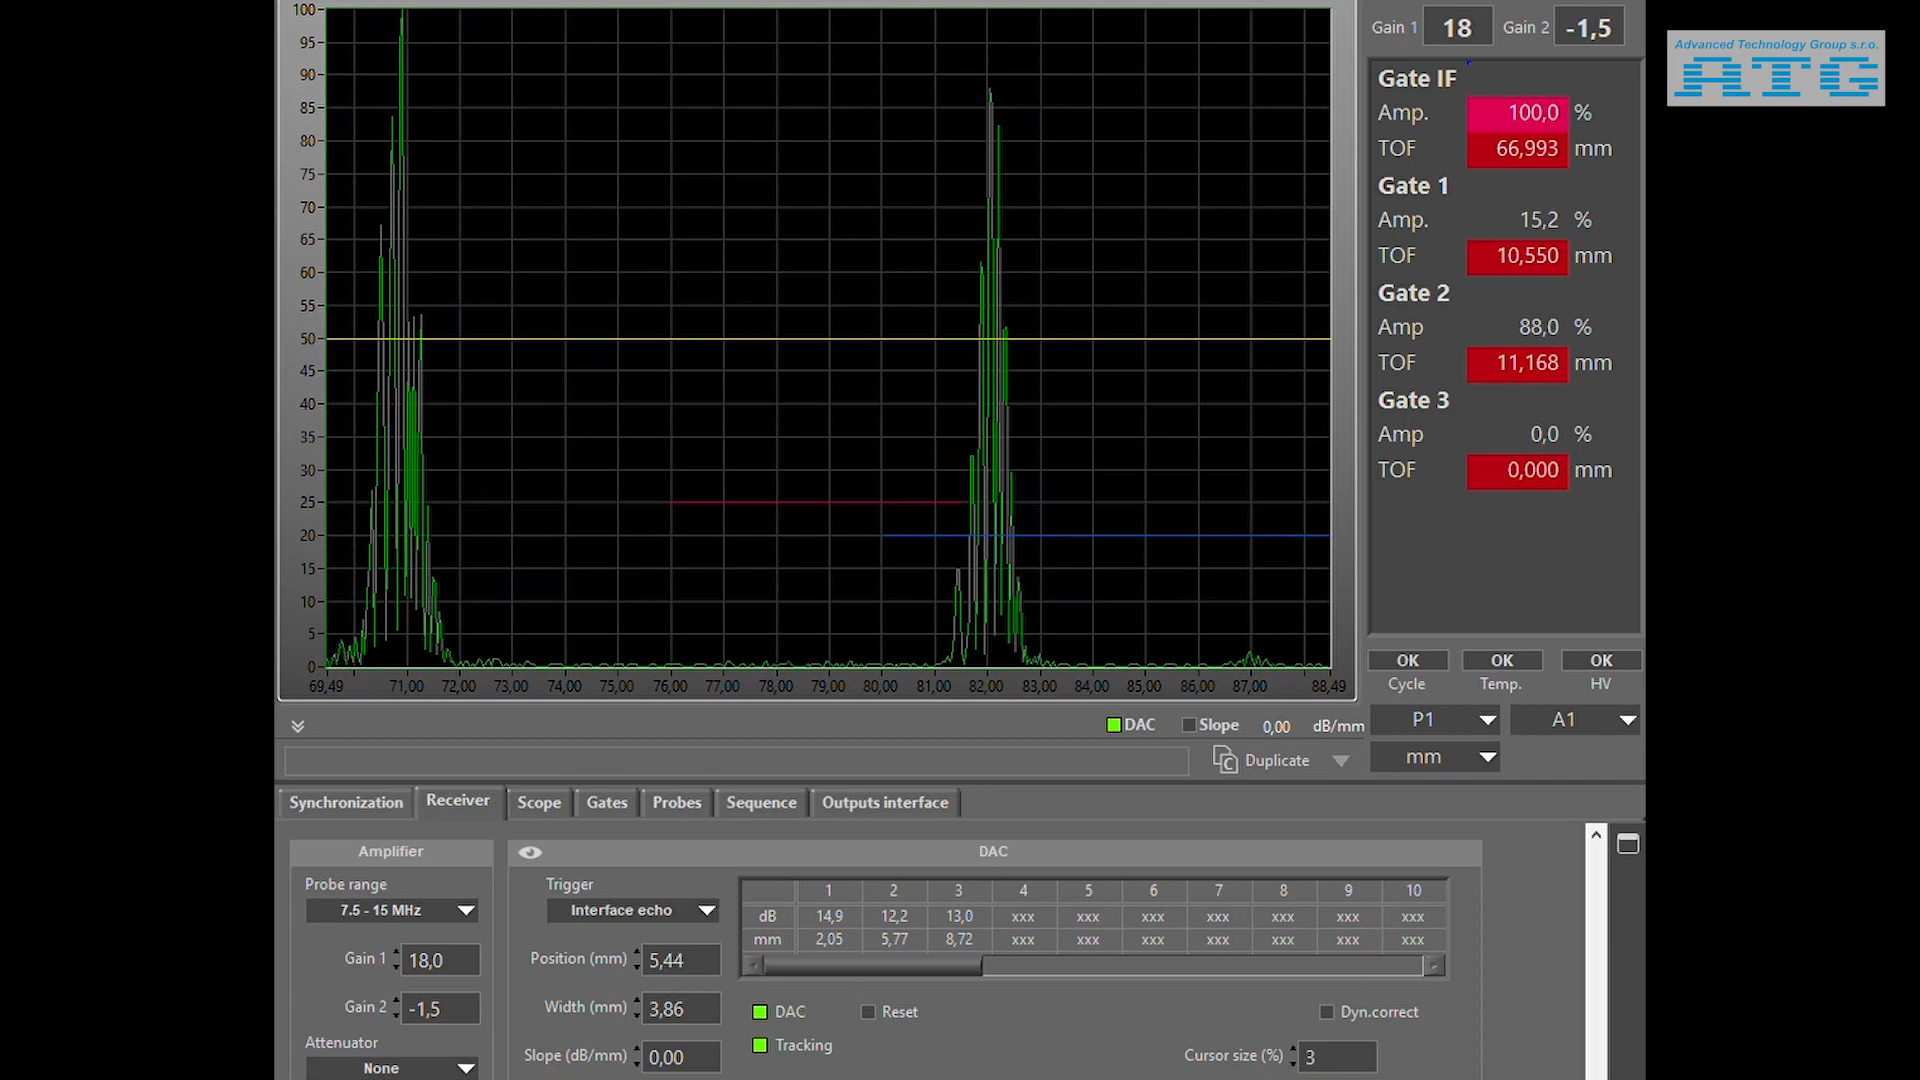 Gain 1 18 Gain 2 -1,5
Advanced Technology Group s.r.o.
ATG
100
95
90
85
80
75
70
65
60
55
50
45
40
35
30
25
20
15
10
5
0
69,49 71,00 72,00 73,00 74,00 75,00 76,00 77,00 78,00 79,00 80,00 81,00 82,00 83,00 84,00 85,00 86,00 87,00 88,49
Gate IF
Amp. 100,0 %
TOF 66,993 mm
Gate 1
Amp. 15,2 %
TOF 10,550 mm
Gate 2
Amp 88,0 %
TOF 11,168 mm
Gate 3
Amp 0,0 %
TOF 0,000 mm
OK OK OK
Cycle Temp. HV
DAC Slope 0,00 dB/mm P1 A1
Duplicate mm
Synchronization Receiver Scope Gates Probes Sequence Outputs interface
Amplifier
Probe range
7.5 - 15 MHz
Gain 1 18,0
Gain 2 -1,5
Attenuator
None
DAC
Trigger
Interface echo
Position (mm) 5,44
Width (mm) 3,86
Slope (dB/mm) 0,00
1 2 3 4 5 6 7 8 9 10
dB 14,9 12,2 13,0 xxx xxx xxx xxx xxx xxx xxx
mm 2,05 5,77 8,72 xxx xxx xxx xxx xxx xxx xxx
DAC Reset Dyn.correct
Tracking Cursor size (%) 3